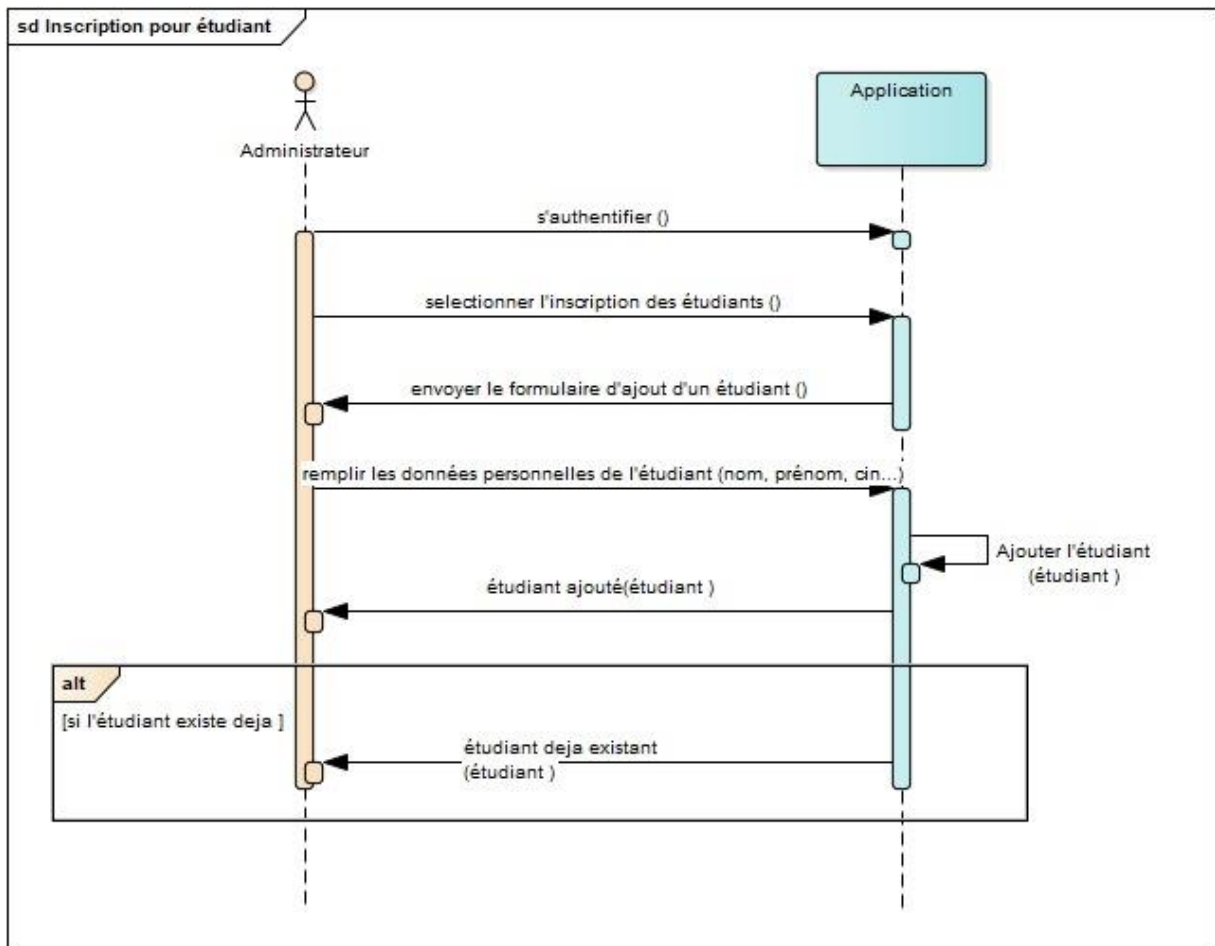 sd Inscription pour étudiant
Administrateur
Application
s'authentifier ()
selectionner l'inscription des étudiants ()
envoyer le formulaire d'ajout d'un étudiant ()
remplir les données personnelles de l'étudiant (nom, prénom, cin...)
Ajouter l'étudiant
(étudiant )
étudiant ajouté(étudiant )
alt
[si l'étudiant existe deja ]
étudiant deja existant
(étudiant )